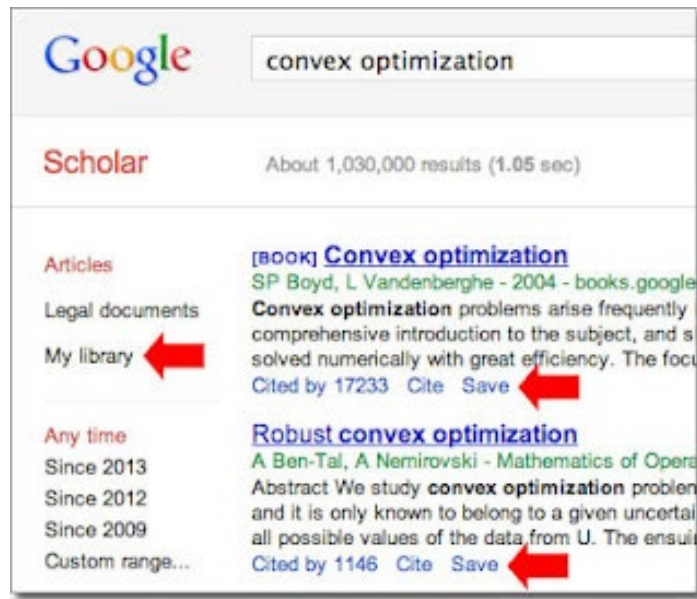 Google
convex optimization
Scholar
About 1,030,000 results (1.05 sec)
Articles
Legal documents
My library
Any time
Since 2013
Since 2012
Since 2009
Custom range...
[BOOK] Convex optimization
SP Boyd, L Vandenberghe - 2004 - books.google
Convex optimization problems arise frequently
comprehensive introduction to the subject, and s
solved numerically with great efficiency. The focu
Cited by 17233 Cite Save
Robust convex optimization
A Ben-Tal, A Nemirovski - Mathematics of Opera
Abstract We study convex optimization problem
and it is only known to belong to a given uncertai
all possible values of the data from U. The ensuin
Cited by 1146 Cite Save